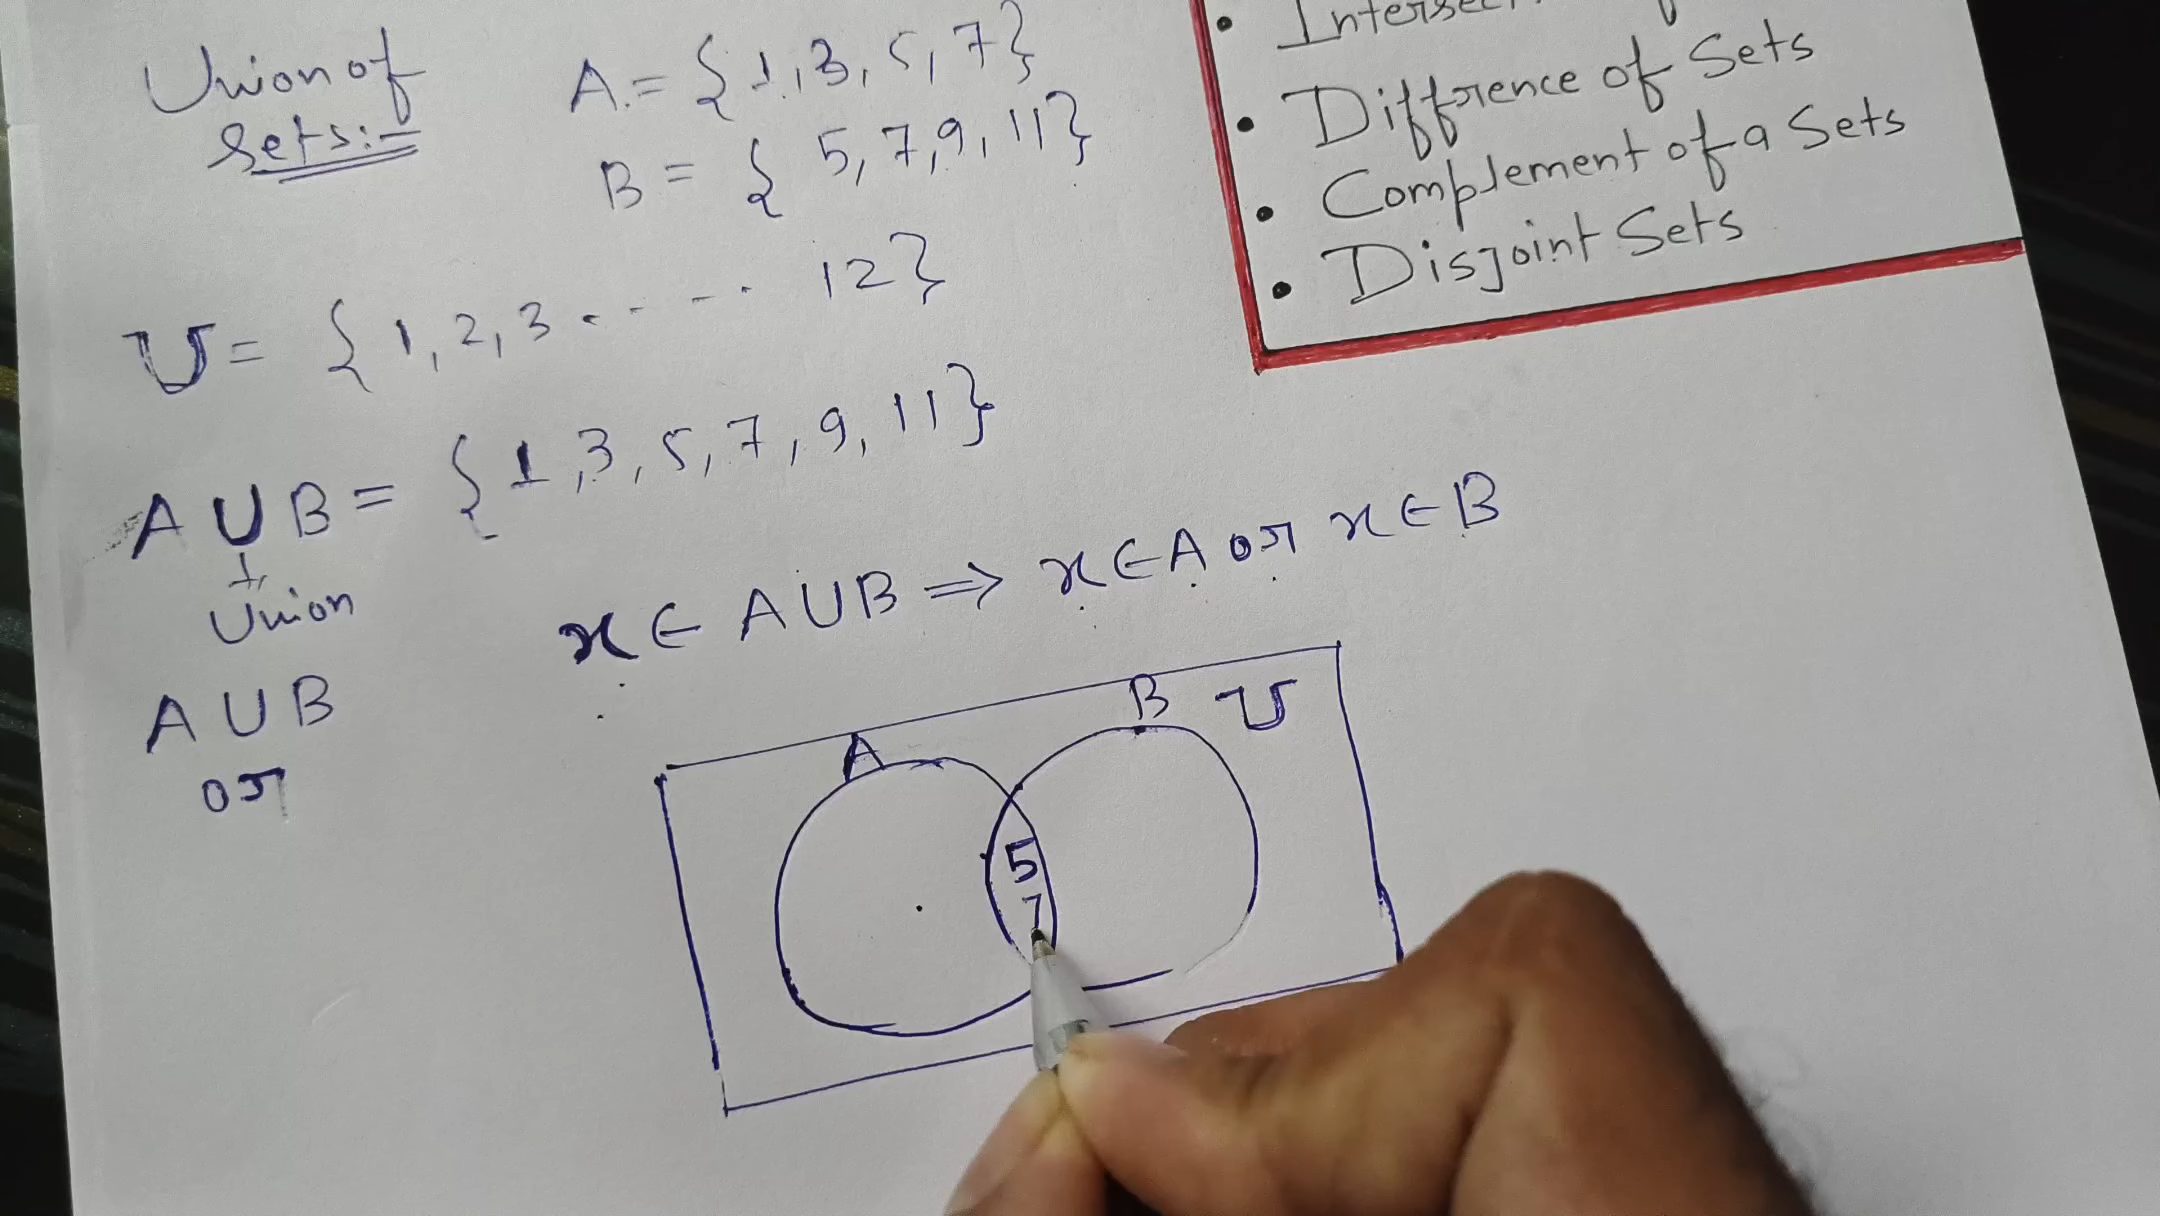 Union of
Sets:-
A = {1,3,5,7}
B = {5,7,9,11}
• Diffrence of Sets
• Complement of a Sets
• Disjoint Sets
U = {1,2,3..... 12}
A U B = {1,3,5,7,9,11}
Union
x ∈ A U B ⇒ x ∈ A or x ∈ B
A U B
or
A
B
U
5
7